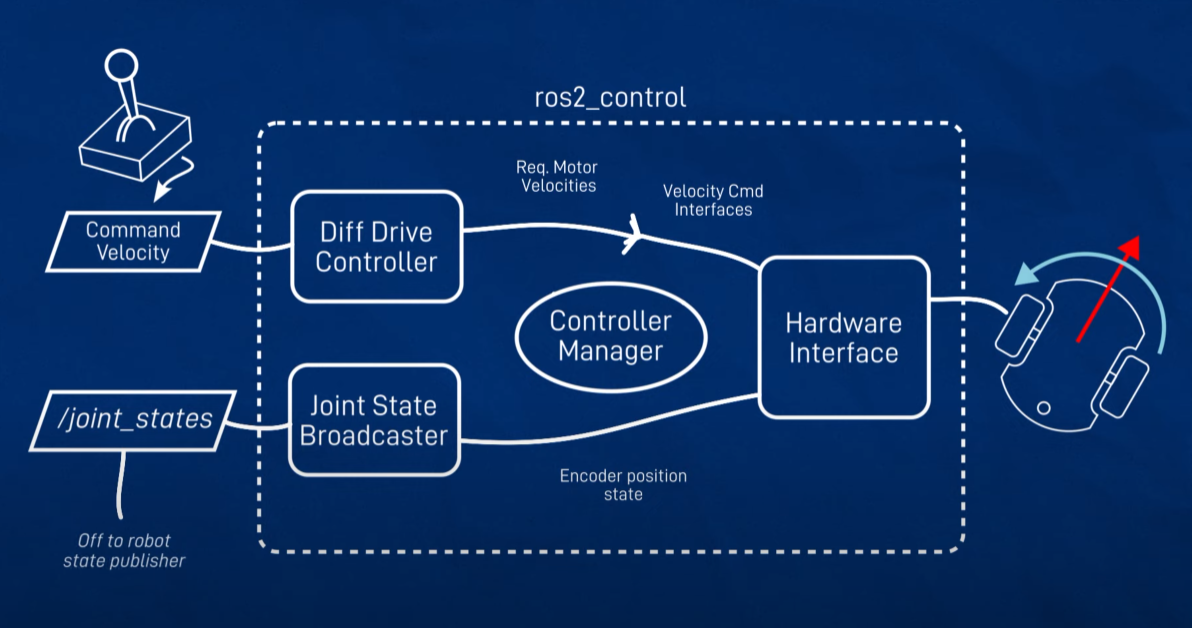 ros2_control
Req. Motor
Velocities
Velocity Cmd
Interfaces
Command
Velocity
Diff Drive
Controller
Controller
Manager
Hardware
Interface
/joint_states
Joint State
Broadcaster
Encoder position
state
Off to robot
state publisher